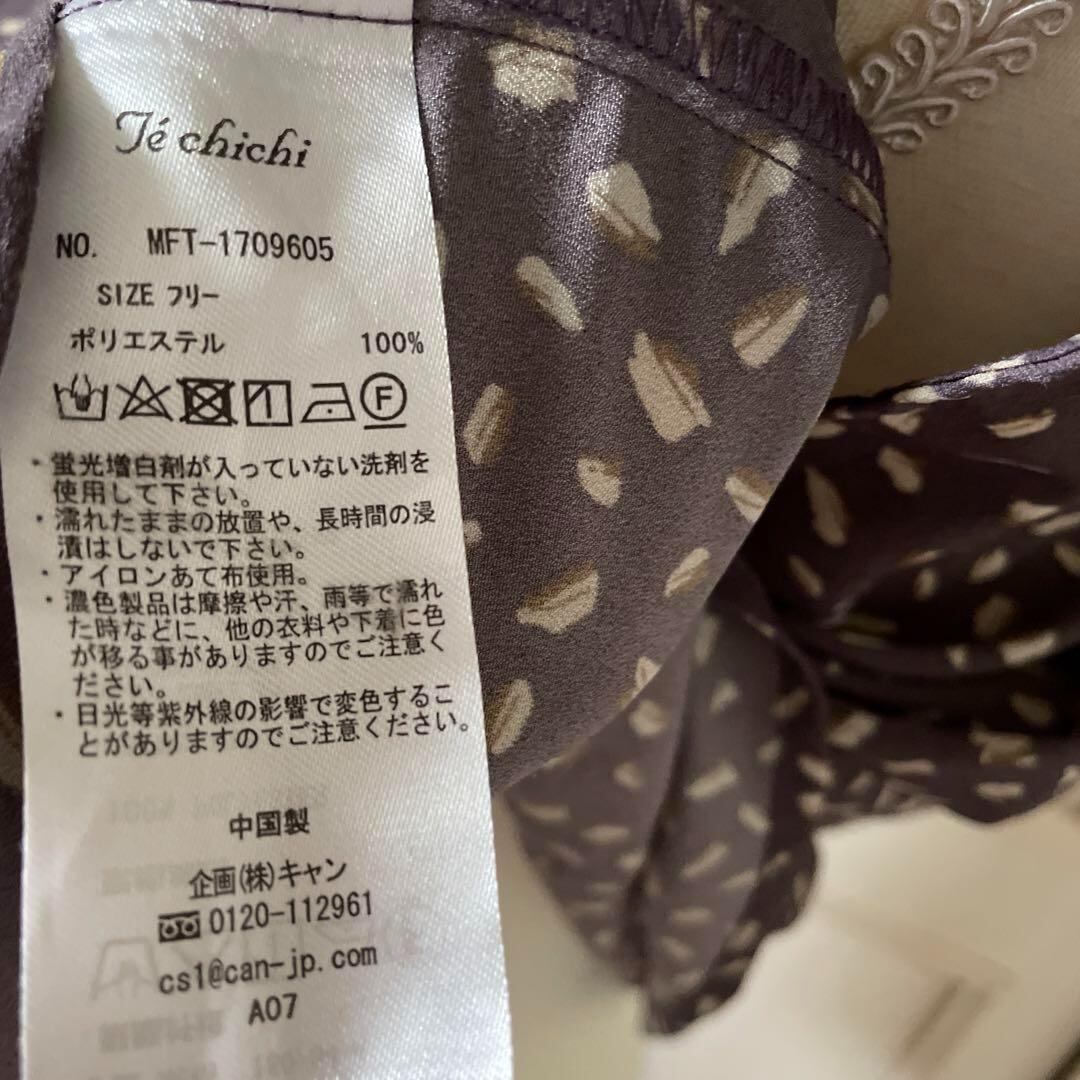 Té chichi
NO. MFT-1709605
SIZE フリー
ポリエステル 100%
F
・蛍光増白剤が入っていない洗剤を
使用して下さい。
・濡れたままの放置や、長時間の浸
漬はしないで下さい。
・アイロンあて布使用。
・濃色製品は摩擦や汗、雨等で濡れ
た時などに、他の衣料や下着に色
が移る事がありますのでご注意く
ださい。
・日光等紫外線の影響で変色するこ
とがありますのでご注意ください。
中国製
企画(株)キャン
0120-112961
cs1@can-jp.com
A07